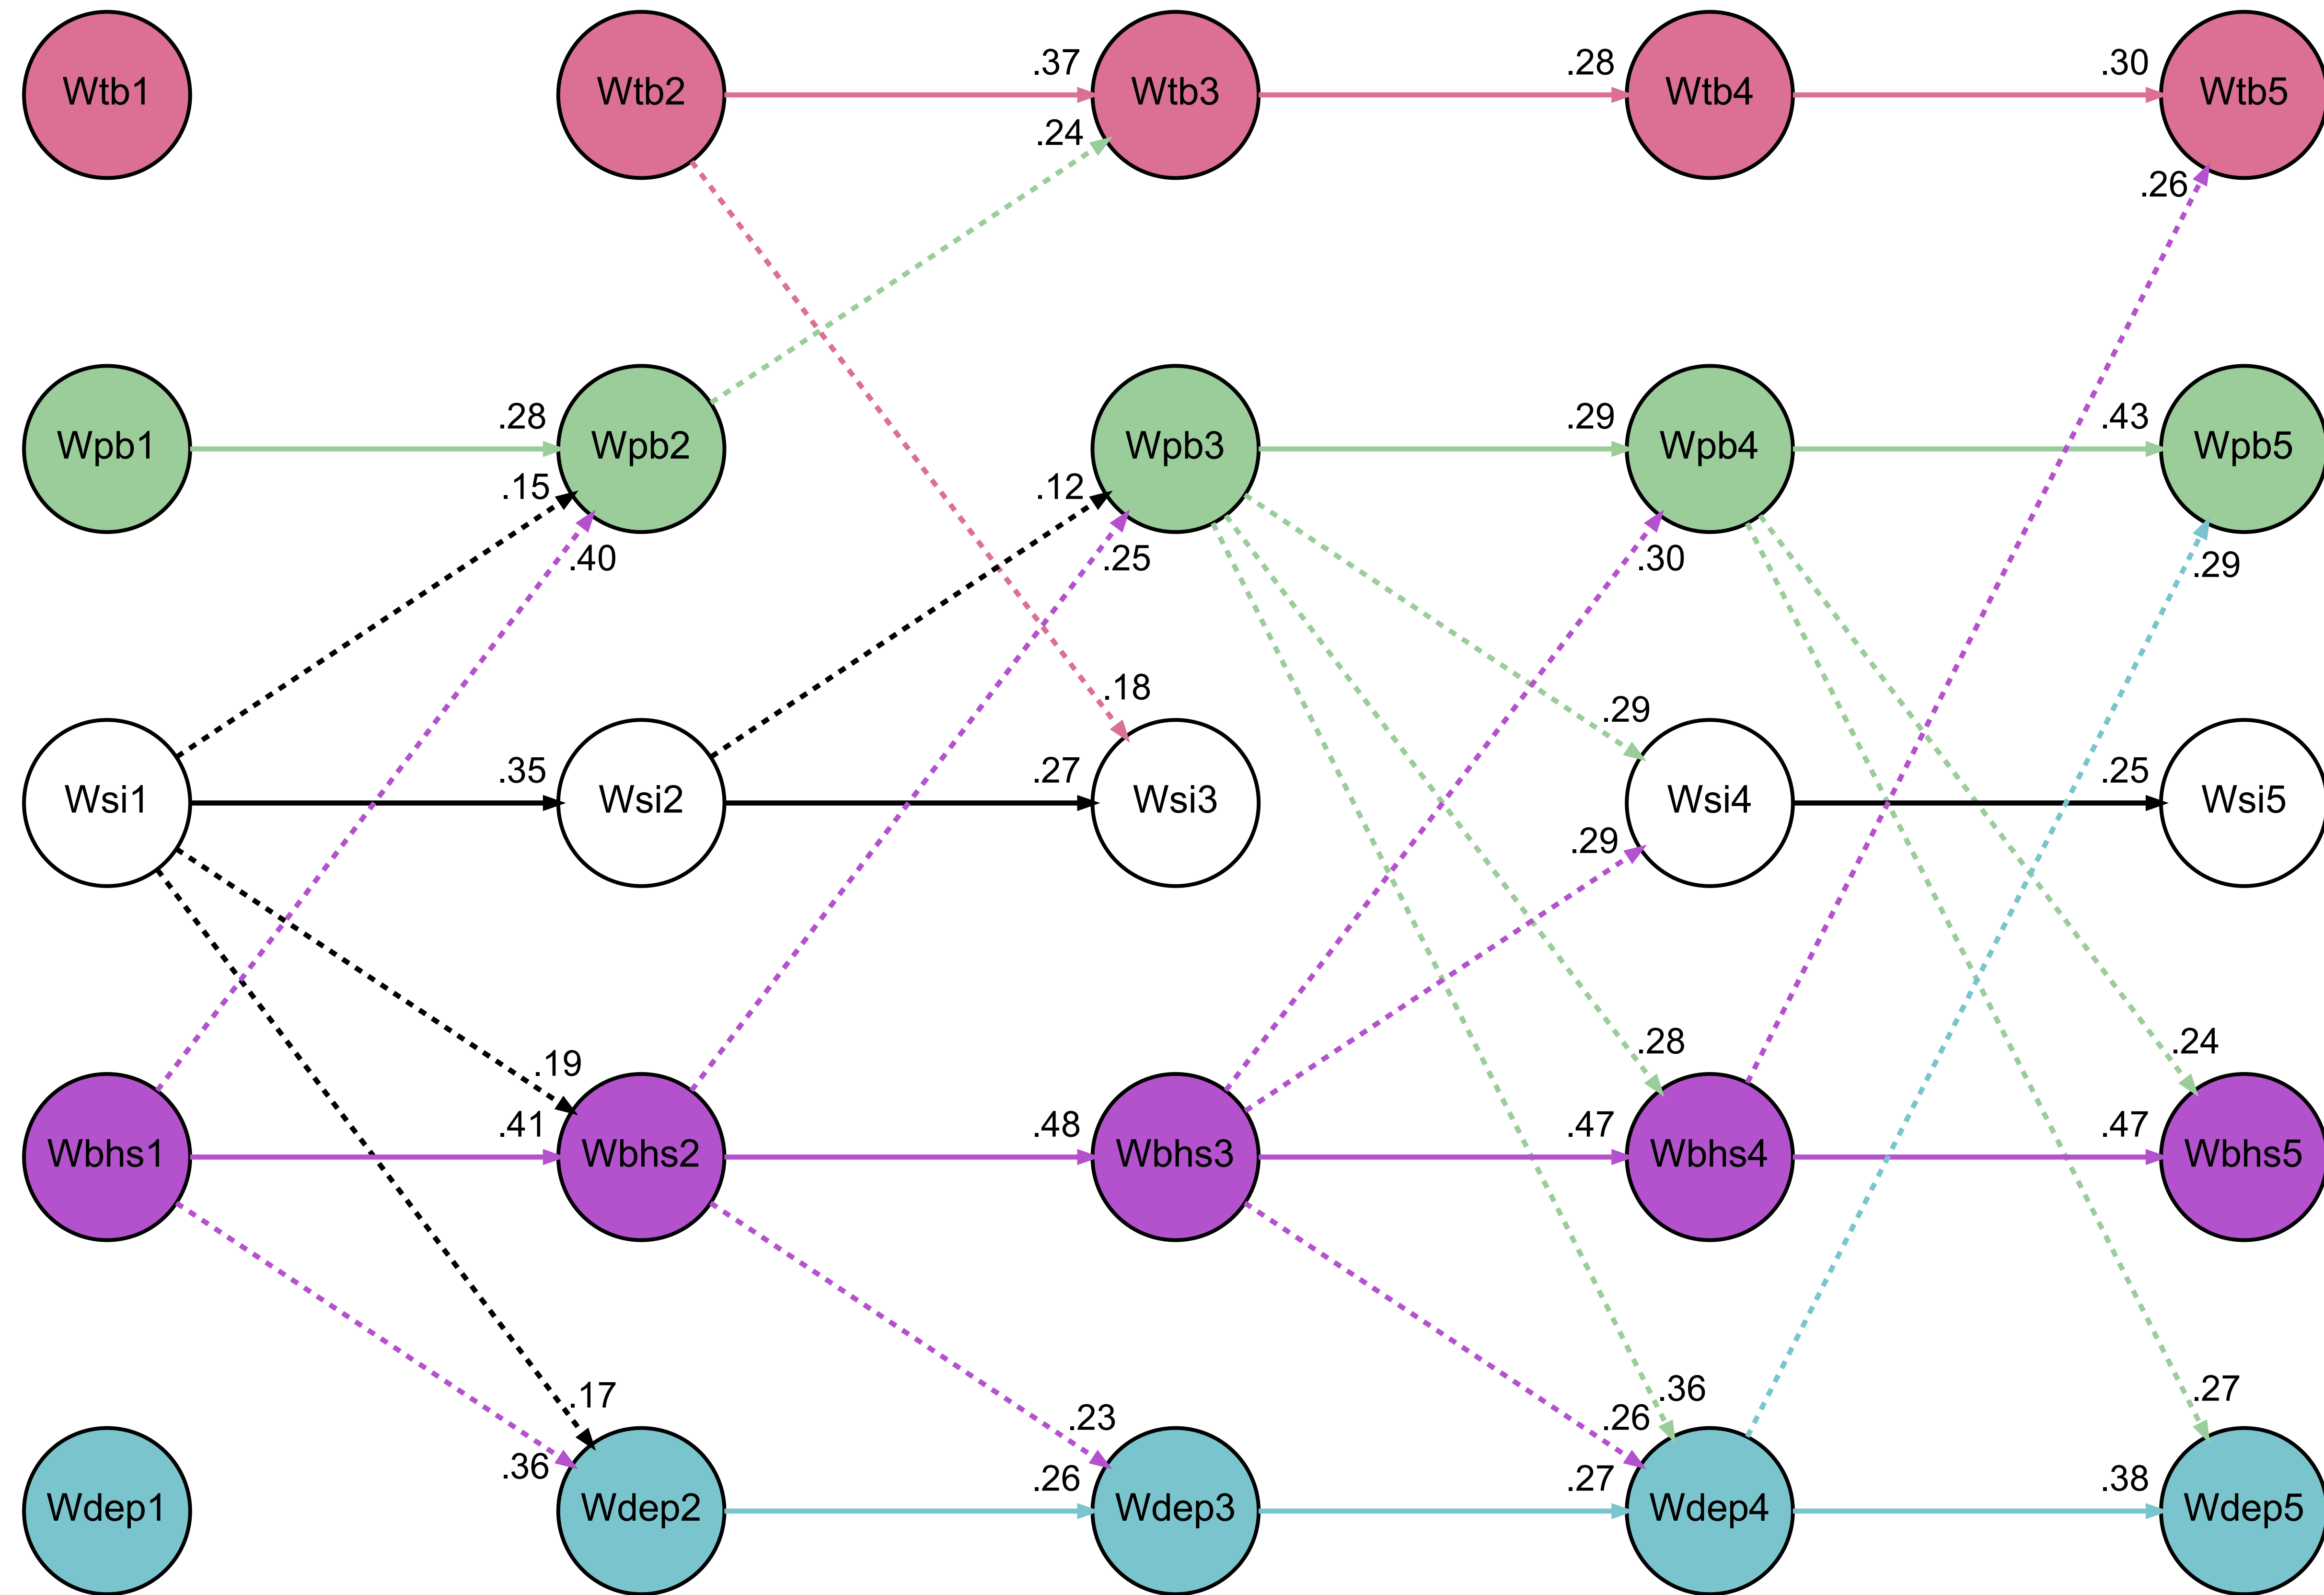 .37 .28 .30
Wtb1 Wtb2 Wtb3 Wtb4 Wtb5
.24
.26
.28 .29 .43
Wpb1 Wpb2 Wpb3 Wpb4 Wpb5
.15 .12
.40 .25 .30 .29
.18
.29
.35 .27 .25
Wsi1 Wsi2 Wsi3 Wsi4 Wsi5
.29
.28 .24
.19
.41 .48 .47 .47
Wbhs1 Wbhs2 Wbhs3 Wbhs4 Wbhs5
.17 .36 .27
.23 .26
.36 .26 .27 .38
Wdep1 Wdep2 Wdep3 Wdep4 Wdep5